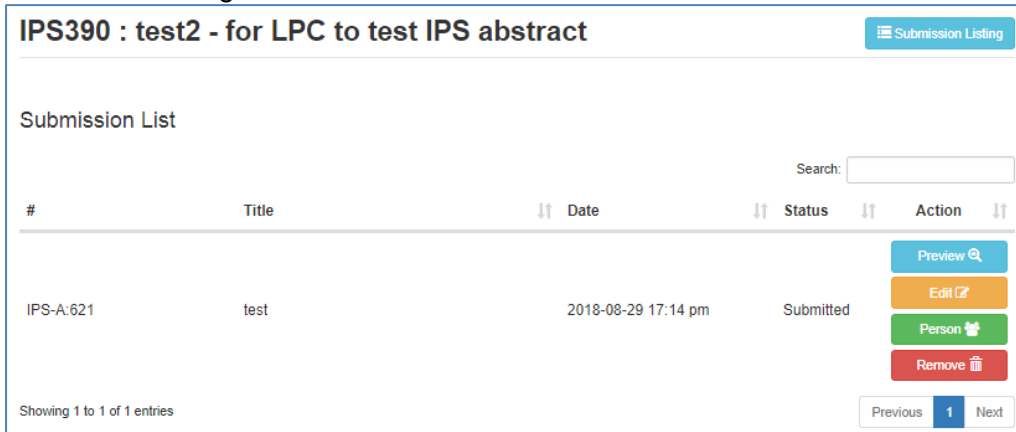 IPS390 : test2 - for LPC to test IPS abstract
Submission Listing
Submission List
Search:
# Title Date Status Action
Preview
IPS-A:621 test 2018-08-29 17:14 pm Submitted
Edit
Person
Remove
Showing 1 to 1 of 1 entries
Previous 1 Next